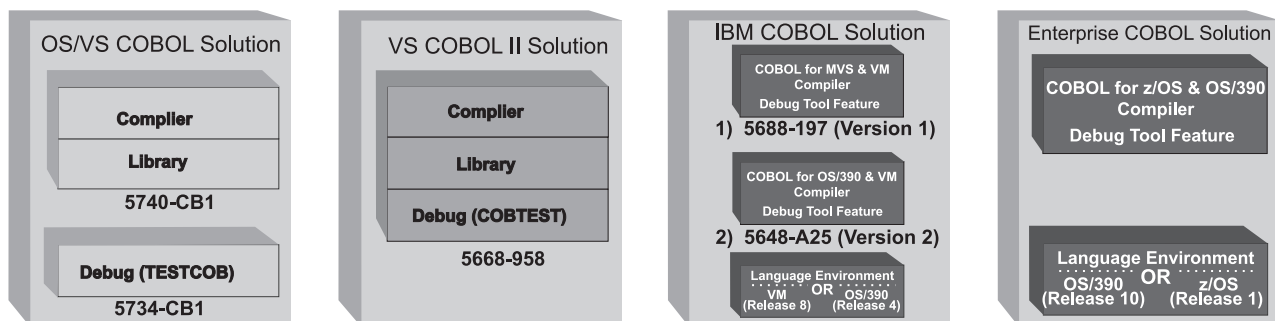 OS/VS COBOL Solution
Compiler
Library
5740-CB1
Debug (TESTCOB)
5734-CB1
VS COBOL II Solution
Compiler
Library
Debug (COBTEST)
5668-958
IBM COBOL Solution
COBOL for MVS & VM
Compiler
Debug Tool Feature
1) 5688-197 (Version 1)
COBOL for OS/390 & VM
Compiler
Debug Tool Feature
2) 5648-A25 (Version 2)
Language Environment
VM OR OS/390
(Release 8) (Release 4)
Enterprise COBOL Solution
COBOL for z/OS & OS/390
Compiler
Debug Tool Feature
Language Environment
OS/390 OR z/OS
(Release 10) (Release 1)